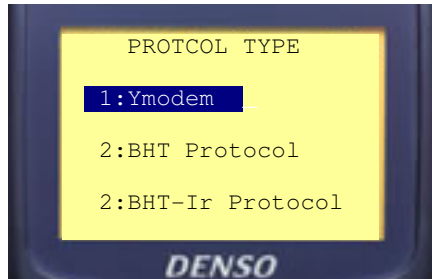 PROTCOL TYPE
1:Ymodem
2:BHT Protocol
2:BHT-Ir Protocol
DENSO